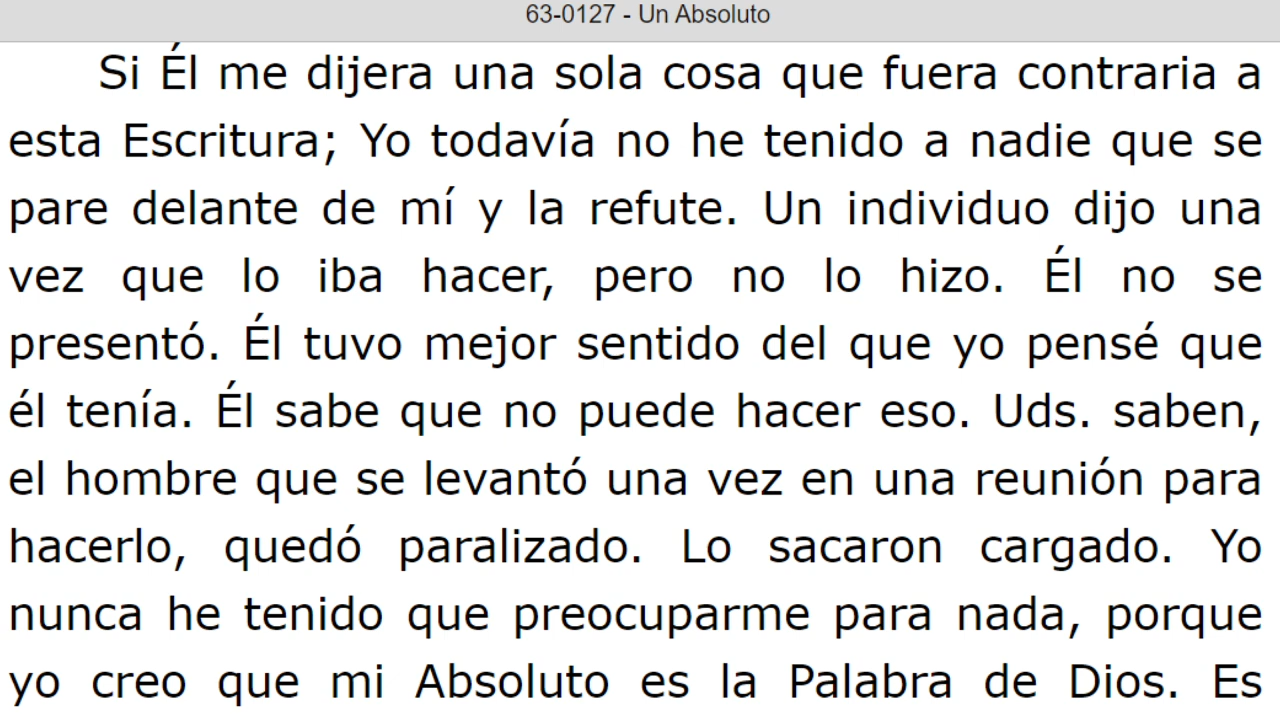 63-0127 - Un Absoluto
Si Él me dijera una sola cosa que fuera contraria a
esta Escritura; Yo todavía no he tenido a nadie que se
pare delante de mí y la refute. Un individuo dijo una
vez que lo iba hacer, pero no lo hizo. Él no se
presentó. Él tuvo mejor sentido del que yo pensé que
él tenía. Él sabe que no puede hacer eso. Uds. saben,
el hombre que se levantó una vez en una reunión para
hacerlo, quedó paralizado. Lo sacaron cargado. Yo
nunca he tenido que preocuparme para nada, porque
yo creo que mi Absoluto es la Palabra de Dios. Es